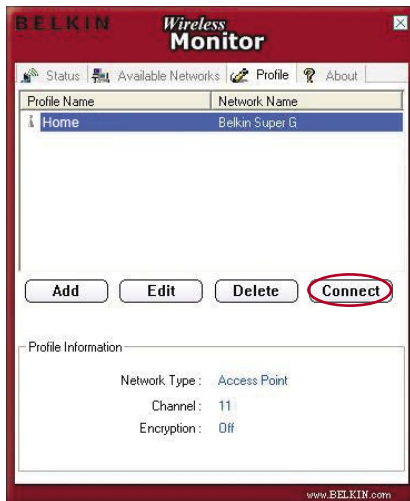 BELKIN Wireless
Monitor
Status Available Networks Profile About
Profile Name Network Name
Home Belkin Super G
Add Edit Delete Connect
Profile Information
Network Type : Access Point
Channel : 11
Encryption : Off
www.BELKIN.com